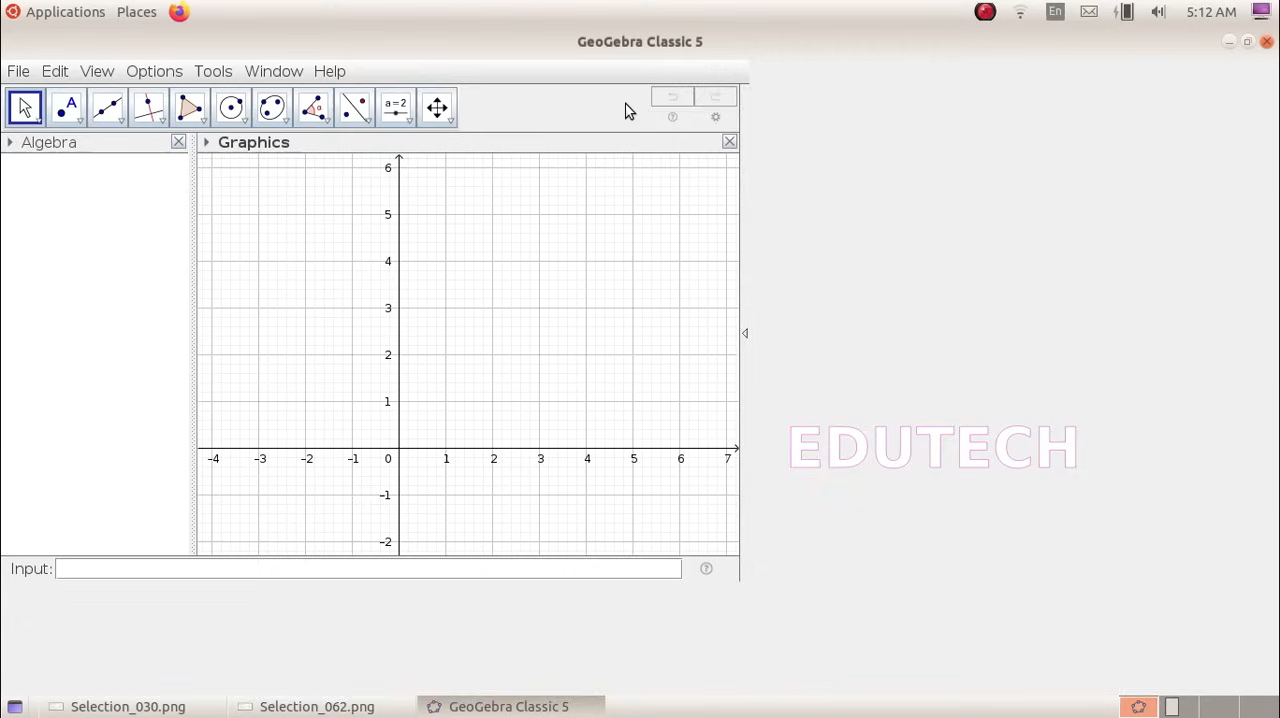 Applications Places En 5:12 AM
GeoGebra Classic 5
File Edit View Options Tools Window Help
A a=2
Algebra Graphics
6
5
4
3
2
1
-4 -3 -2 -1 0 1 2 3 4 5 6 7
-1
-2
EDUTECH
Input:
Selection_030.png Selection_062.png GeoGebra Classic 5